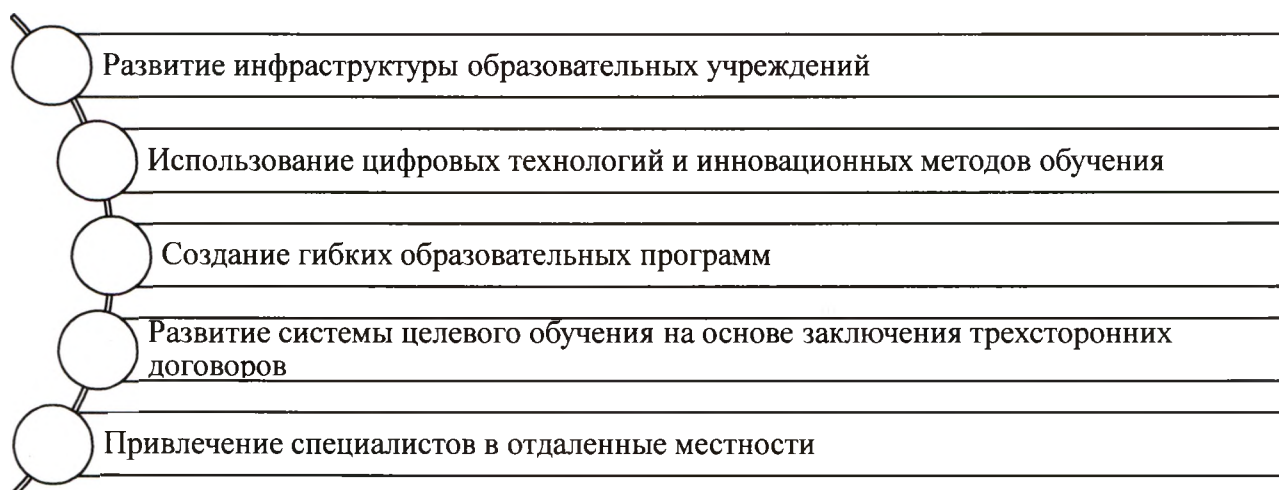 Развитие инфраструктуры образовательных учреждений
Использование цифровых технологий и инновационных методов обучения
Создание гибких образовательных программ
Развитие системы целевого обучения на основе заключения трехсторонних
договоров
Привлечение специалистов в отдаленные местности